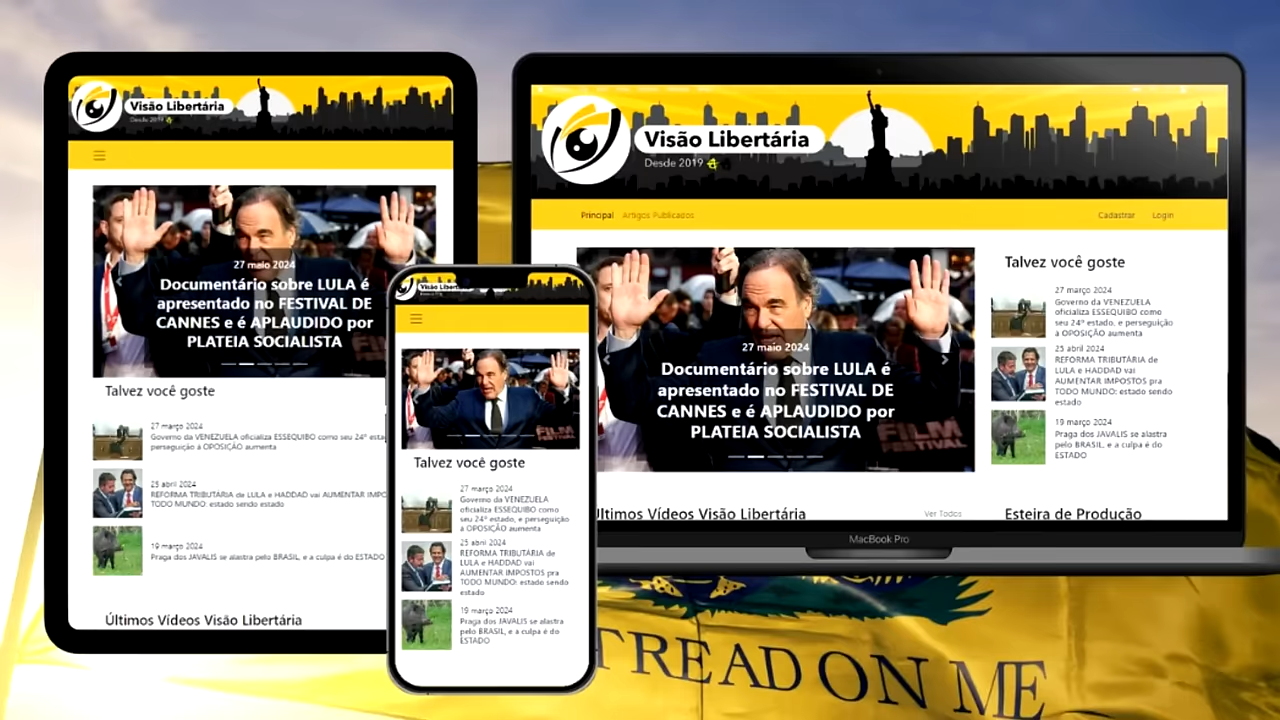 Visão Libertária
Desde 2019
27 maio 2024
Documentário sobre LULA é
apresentado no FESTIVAL DE
CANNES e é APLAUDIDO por
PLATEIA SOCIALISTA
Talvez você goste
27 março 2024
Governo da VENEZUELA oficializa ESSEQUIBO como seu 24º
perseguição a OPOSIÇÃO aumenta
25 abril 2024
REFORMA TRIBUTÁRIA de LULA e HADDAD vai AUMENTAR
TODO MUNDO: estado sendo estado
19 março 2024
Praga dos JAVALIS se alastra pelo BRASIL, e a culpa é do ESTADO
Últimos Vídeos Visão Libertária
FILM
FESTIVAL
Talvez você goste
27 março 2024
Governo da VENEZUELA
oficializa ESSEQUIBO como
seu 24º estado, e perseguição
a OPOSIÇÃO aumenta
25 abril 2024
REFORMA TRIBUTÁRIA de
LULA e HADDAD vai
AUMENTAR IMPOSTOS pra
TODO MUNDO: estado sendo
estado
19 março 2024
Praga dos JAVALIS se alastra
pelo BRASIL, e a culpa é do
ESTADO
Visão Libertária
Desde 2019
Principal Artigos Publicados Cadastrar Login
27 maio 2024
Documentário sobre LULA é
apresentado no FESTIVAL DE
CANNES e é APLAUDIDO por
PLATEIA SOCIALISTA
FILM
FESTIVAL
Talvez você goste
27 março 2024
Governo da VENEZUELA
oficializa ESSEQUIBO como
seu 24º estado, e perseguição
a OPOSIÇÃO aumenta
25 abril 2024
REFORMA TRIBUTÁRIA de
LULA e HADDAD vai
AUMENTAR IMPOSTOS pra
TODO MUNDO: estado sendo
estado
19 março 2024
Praga dos JAVALIS se alastra
pelo BRASIL, e a culpa é do
ESTADO
Últimos Vídeos Visão Libertária Ver Todos Esteira de Produção
MacBook Pro
TREAD ON ME